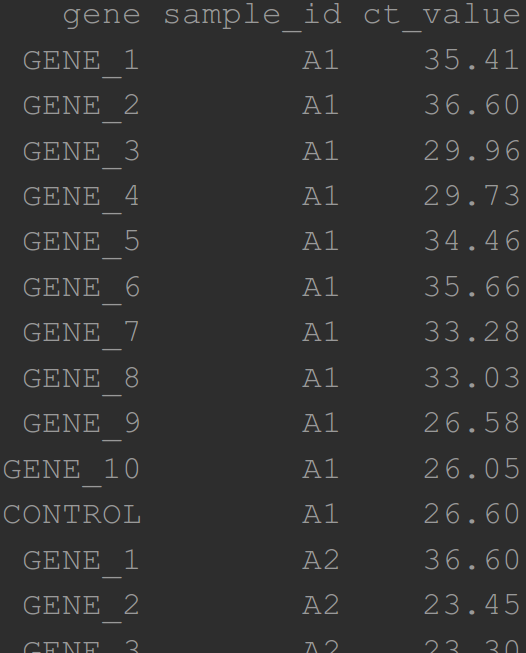 gene sample_id ct_value
GENE_1 A1 35.41
GENE_2 A1 36.60
GENE_3 A1 29.96
GENE_4 A1 29.73
GENE_5 A1 34.46
GENE_6 A1 35.66
GENE_7 A1 33.28
GENE_8 A1 33.03
GENE_9 A1 26.58
GENE_10 A1 26.05
CONTROL A1 26.60
GENE_1 A2 36.60
GENE_2 A2 23.45
GENE_3 A2 23.30